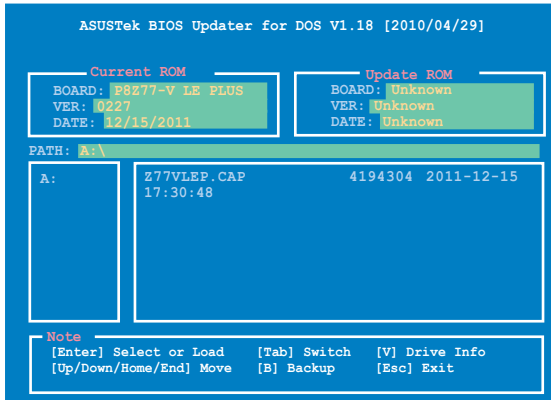 ASUSTek BIOS Updater for DOS V1.18 [2010/04/29]
Current ROM
BOARD: P8Z77-V LE PLUS
VER: 0227
DATE: 12/15/2011
Update ROM
BOARD: Unknown
VER: Unknown
DATE: Unknown
PATH: A:\
A:
Z77VLEP.CAP 4194304 2011-12-15
17:30:48
Note
[Enter] Select or Load [Tab] Switch [V] Drive Info
[Up/Down/Home/End] Move [B] Backup [Esc] Exit